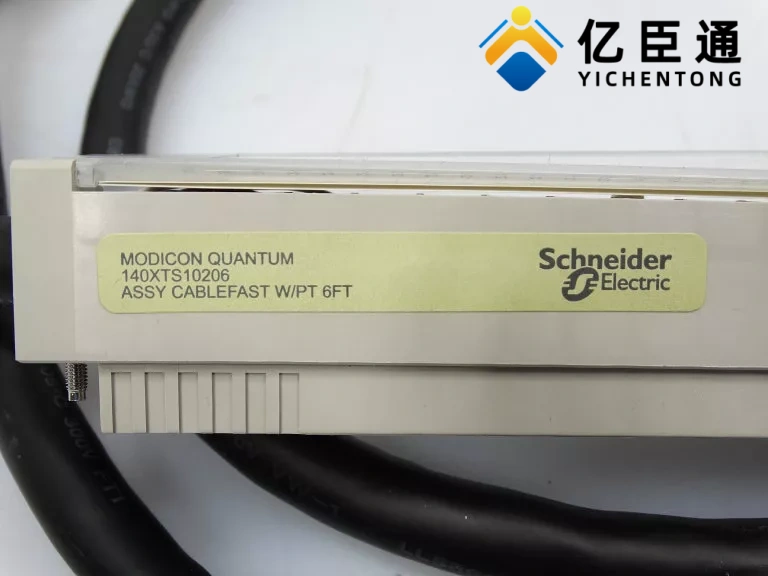 亿臣通
YICHENTONG
MODICON QUANTUM
140XTS10206
ASSY CABLEFAST W/PT 6FT
Schneider
Electric